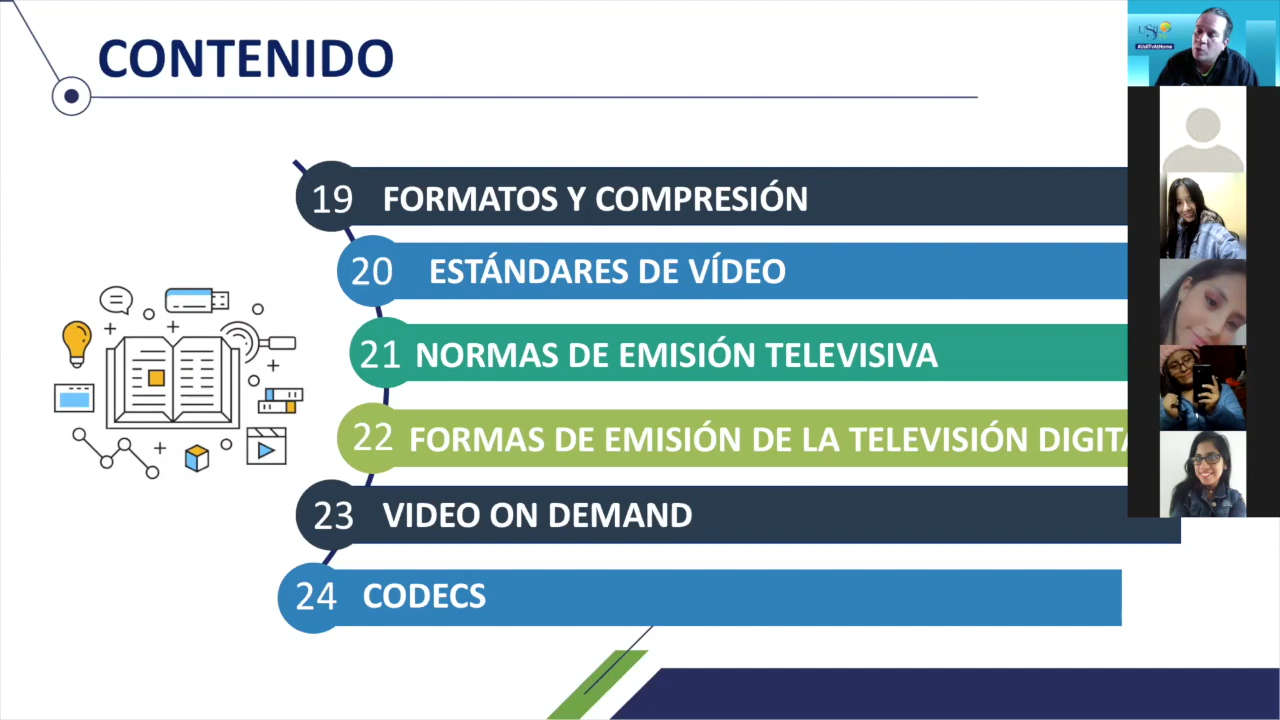 CONTENIDO
19 FORMATOS Y COMPRESIÓN
20 ESTÁNDARES DE VÍDEO
21 NORMAS DE EMISIÓN TELEVISIVA
22 FORMAS DE EMISIÓN DE LA TELEVISIÓN DIGITA
23 VIDEO ON DEMAND
24 CODECS
#UsilTvAtHome